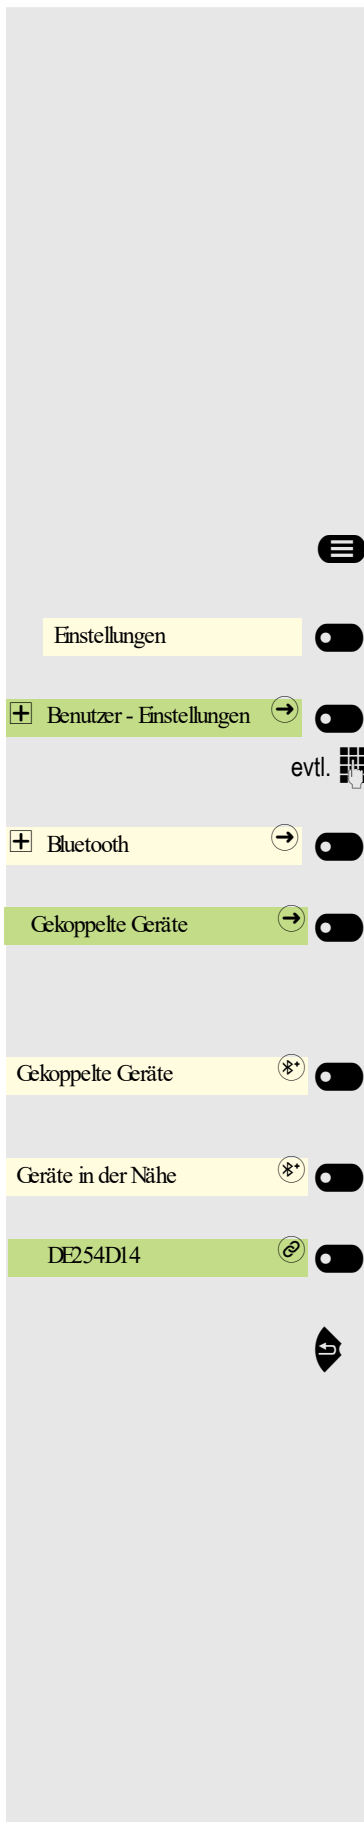 Einstellungen
Benutzer - Einstellungen
evtl.
Bluetooth
Gekoppelte Geräte
Gekoppelte Geräte
Geräte in der Nähe
DE254D14